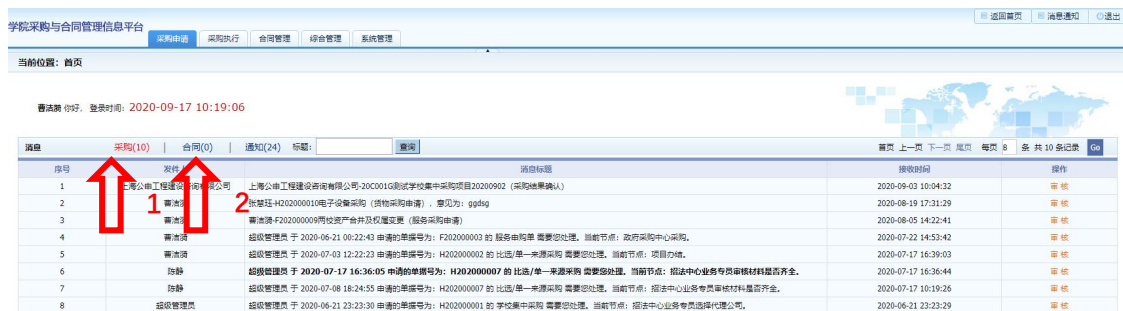 返回首页 消息通知 退出
学院采购与合同管理信息平台
采购申请 采购执行 合同管理 综合管理 系统管理
当前位置：首页
你好，登录时间：2020-09-17 10:19:06
消息 采购(10) | 合同(0) | 通知(24) 标题： 查询 首页 上一页 下一页 尾页 每页 8 条 共 10 条记录 Go
序号 发件 消息标题 接收时间 操作
1 上海公申工程建设咨询有限公司 上海公申工程建设咨询有限公司-20C001G测试学校集中采购项目20200902（采购结果确认） 2020-09-03 10:04:32 审 核
2 张慧珏-H202000010电子设备采购（货物采购申请）。意见为：ggdsg 2020-08-19 17:31:29 审 核
3 曹洁漪-F202000009两校资产合并及权属变更（服务采购申请） 2020-08-05 14:22:41 审 核
4 曹洁漪 超级管理员 于 2020-06-21 00:22:43 申请的单据号为：F202000003 的 服务申购单 需要您处理。当前节点：政府采购中心采购。 2020-07-22 14:53:42 审 核
5 曹洁漪 超级管理员 于 2020-07-03 12:22:23 申请的单据号为：H202000002 的 比选/单一来源采购 需要您处理。当前节点：项目办结。 2020-07-17 16:39:03 审 核
6 陈静 超级管理员 于 2020-07-17 16:36:05 申请的单据号为：H202000007 的 比选/单一来源采购 需要您处理。当前节点：招法中心业务专员审核材料是否齐全。 2020-07-17 16:36:44 审 核
7 陈静 超级管理员 于 2020-07-08 18:24:55 申请的单据号为：H202000007 的 比选/单一来源采购 需要您处理。当前节点：招法中心业务专员审核材料是否齐全。 2020-07-17 10:19:26 审 核
8 超级管理员 超级管理员 于 2020-06-21 23:23:30 申请的单据号为：H202000001 的 学校集中采购 需要您处理。当前节点：招法中心业务专员选择代理公司。 2020-06-21 23:23:29 审 核
1 2